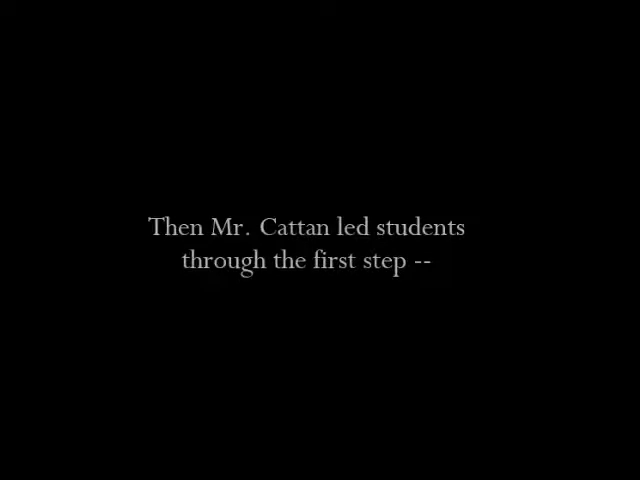 Then Mr. Cattan led students
through the first step --